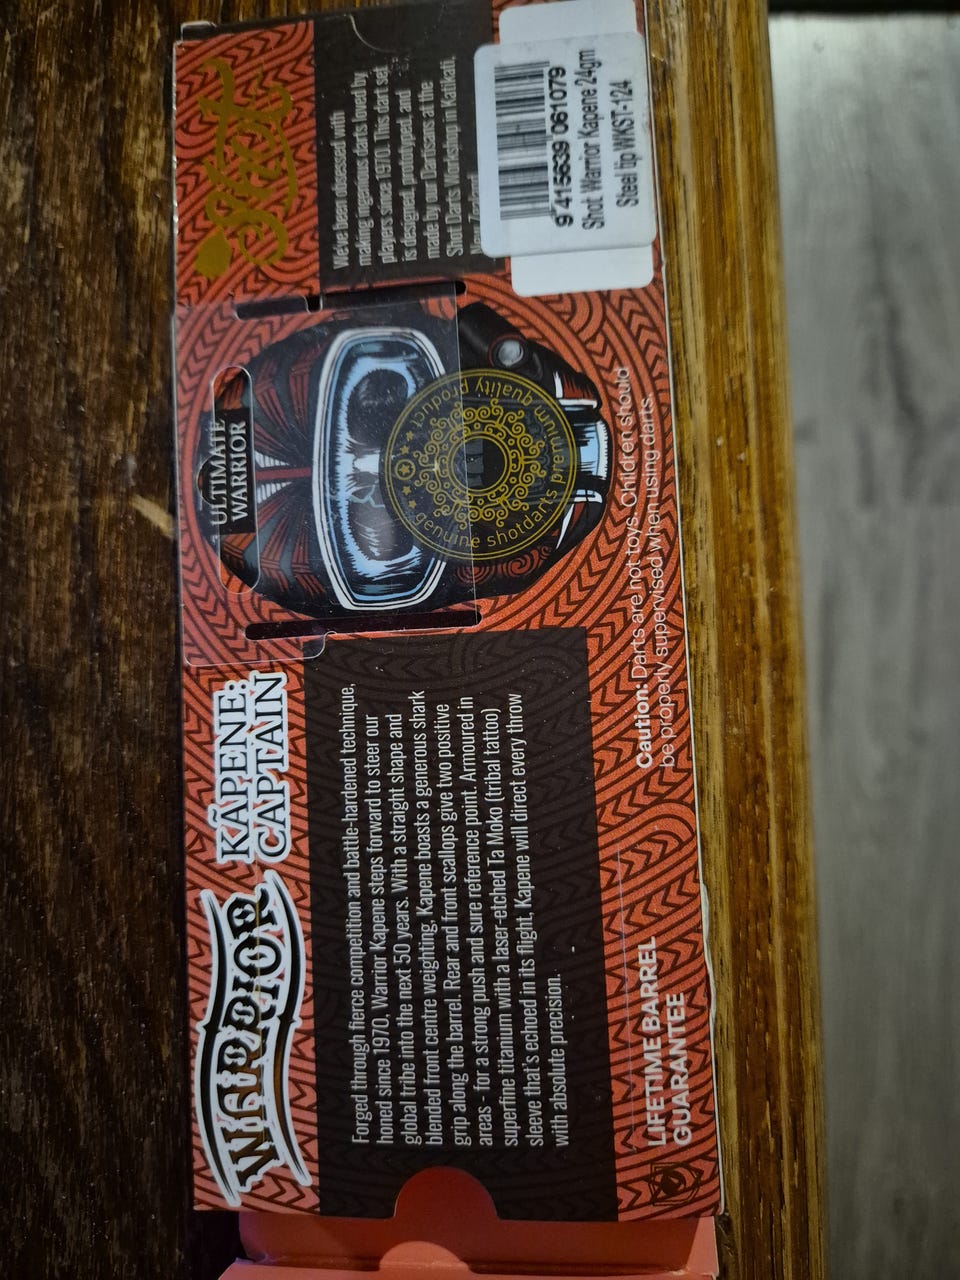 WARRIOR
KĀPENE:
CAPTAIN
Forged through fierce competition and battle-hardened technique,
honed since 1970. Warrior Kapene steps forward to steer our
global tribe into the next 50 years. With a straight shape and
blended front centre weighting, Kapene boasts a generous shark
grip along the barrel. Rear and front scallops give two positive
areas - for a strong push and sure reference point. Armoured in
superfine titanium with a laser-etched Ta Moko (tribal tattoo)
sleeve that's echoed in its flight, Kapene will direct every throw
with absolute precision.
LIFETIME BARREL
GUARANTEE
ULTIMATE
WARRIOR
genuine shotdarts premium quality product
Caution: Darts are not toys. Children should
be properly supervised when using darts.
Shot
We've been obsessed with
making ingenious darts loved by
players since 1970. This dart set
is designed, prototyped, and
made by our Dartisans at the
Shot Darts Workshop in Katikati,
9 415639 061079
Shot Warrior Kapene 24gm
Steel tip WKST-124